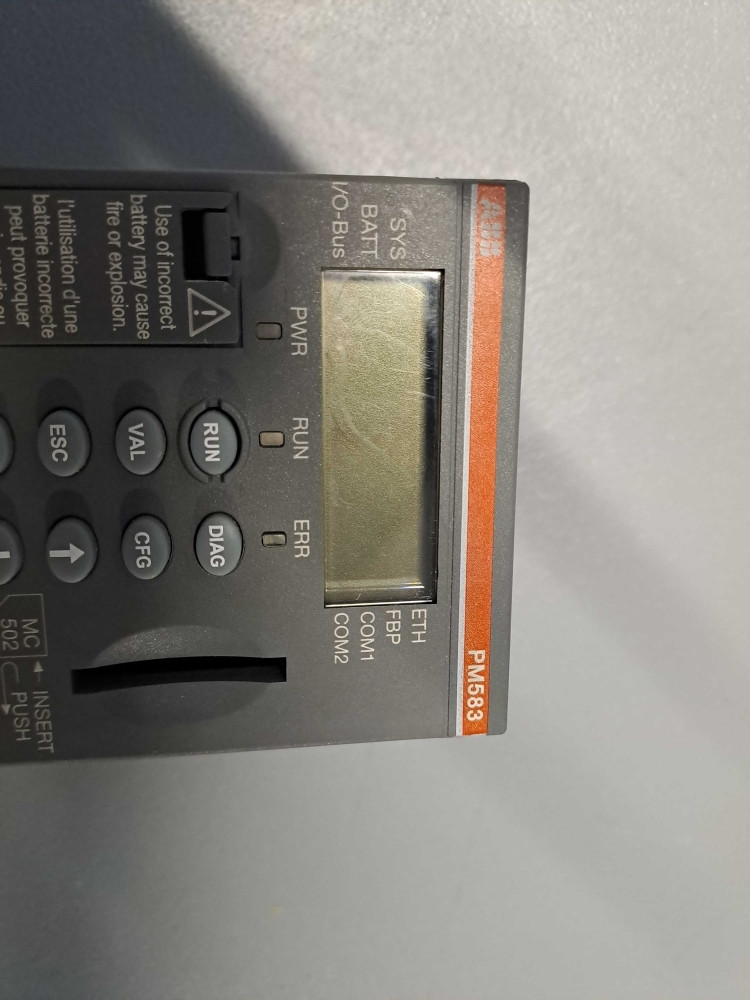 ABB
PM583
SYS
BATT
I/O-Bus
ETH
FBP
COM1
COM2
PWR
RUN
ERR
Use of incorrect
battery may cause
fire or explosion.
l'utilisation d'une
batterie incorrecte
peut provoquer
RUN
DIAG
VAL
CFG
ESC
MC
502
INSERT
PUSH